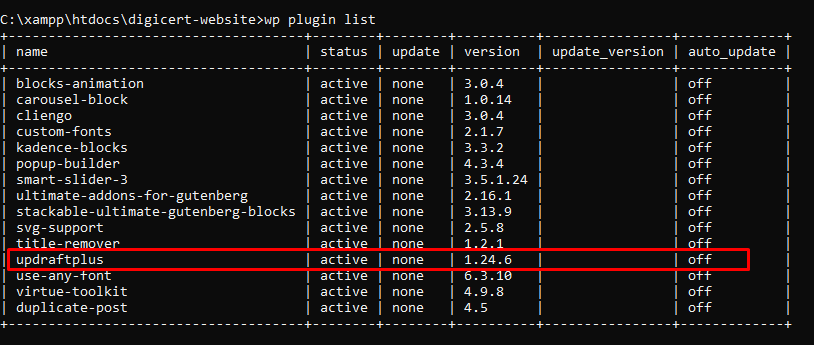 C:\xampp\htdocs\digicert-website>wp plugin list
+-----------------------------------+--------+--------+----------+----------------+-------------+
| name | status | update | version | update_version | auto_update |
+-----------------------------------+--------+--------+----------+----------------+-------------+
| blocks-animation | active | none | 3.0.4 | | off |
| carousel-block | active | none | 1.0.14 | | off |
| cliengo | active | none | 3.0.4 | | off |
| custom-fonts | active | none | 2.1.7 | | off |
| kadence-blocks | active | none | 3.3.2 | | off |
| popup-builder | active | none | 4.3.4 | | off |
| smart-slider-3 | active | none | 3.5.1.24 | | off |
| ultimate-addons-for-gutenberg | active | none | 2.16.1 | | off |
| stackable-ultimate-gutenberg-blocks | active | none | 3.13.9 | | off |
| svg-support | active | none | 2.5.8 | | off |
| title-remover | active | none | 1.2.1 | | off |
| updraftplus | active | none | 1.24.6 | | off |
| use-any-font | active | none | 6.3.10 | | off |
| virtue-toolkit | active | none | 4.9.8 | | off |
| duplicate-post | active | none | 4.5 | | off |
+-----------------------------------+--------+--------+----------+----------------+-------------+